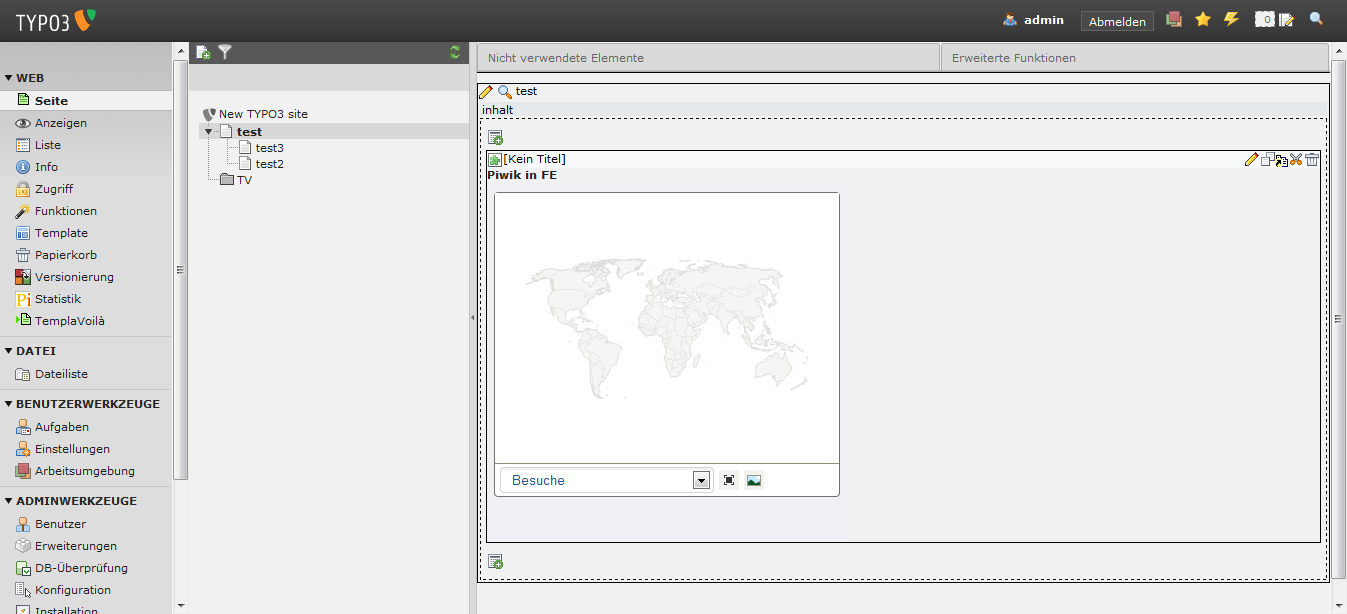 TYPO3
admin
Abmelden
0
WEB
Seite
Anzeigen
Liste
Info
Zugriff
Funktionen
Template
Papierkorb
Versionierung
Pi Statistik
TemplaVoilà
DATEI
Dateiliste
BENUTZERWERKZEUGE
Aufgaben
Einstellungen
Arbeitsumgebung
ADMINWERKZEUGE
Benutzer
Erweiterungen
DB-Überprüfung
Konfiguration
Installation
New TYPO3 site
test
test3
test2
TV
Nicht verwendete Elemente
Erweiterte Funktionen
test
inhalt
[Kein Titel]
Piwik in FE
Besuche